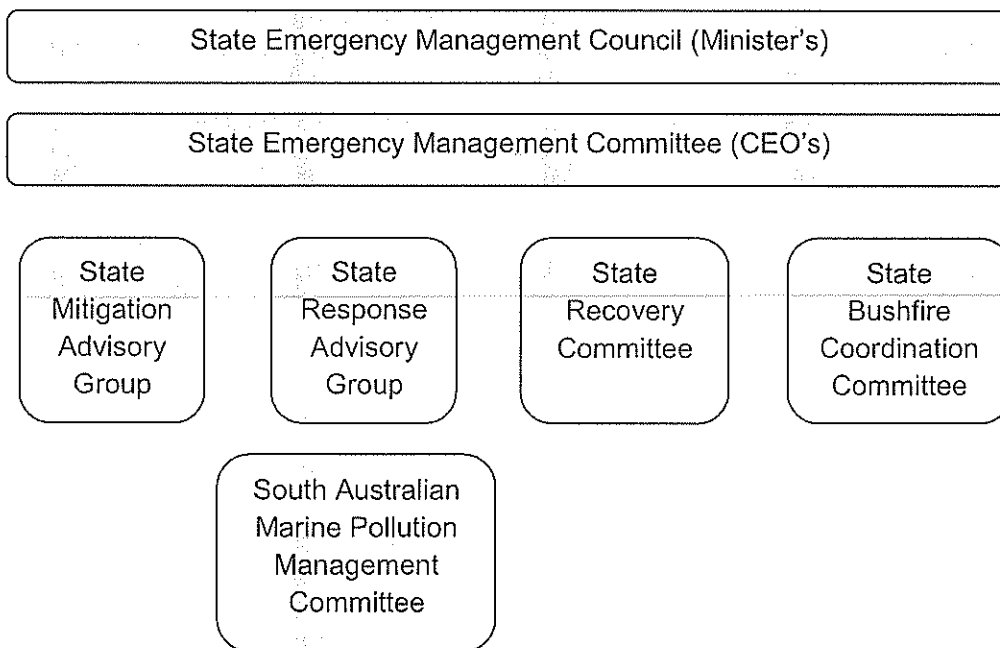 State Emergency Management Council (Minister's)
State Emergency Management Committee (CEO's)
State
Mitigation
Advisory
Group
State
Response
Advisory
Group
State
Recovery
Committee
State
Bushfire
Coordination
Committee
South Australian
Marine Pollution
Management
Committee